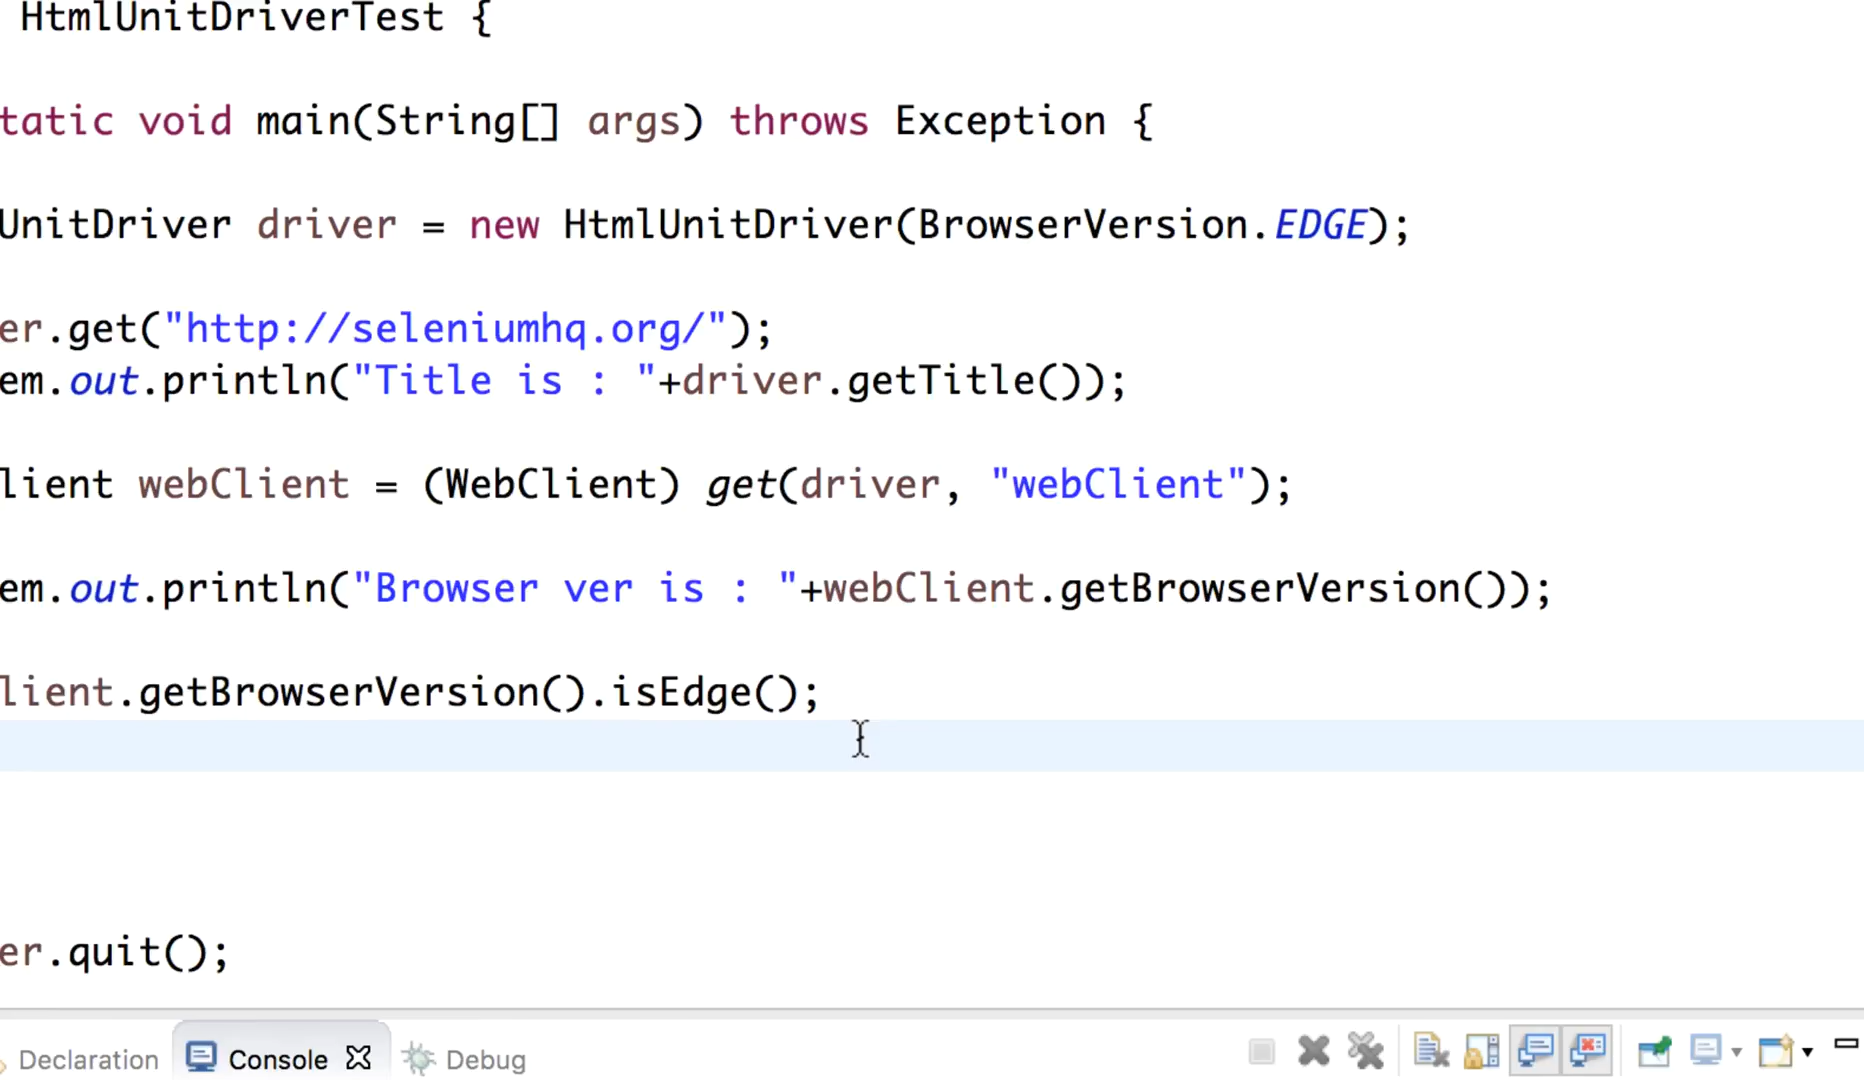 HtmlUnitDriverTest {
tatic void main(String[] args) throws Exception {
UnitDriver driver = new HtmlUnitDriver(BrowserVersion.EDGE);
er.get("http://seleniumhq.org/");
em.out.println("Title is : "+driver.getTitle());
lient webClient = (WebClient) get(driver, "webClient");
em.out.println("Browser ver is : "+webClient.getBrowserVersion());
lient.getBrowserVersion().isEdge();
er.quit();
Declaration Console Debug